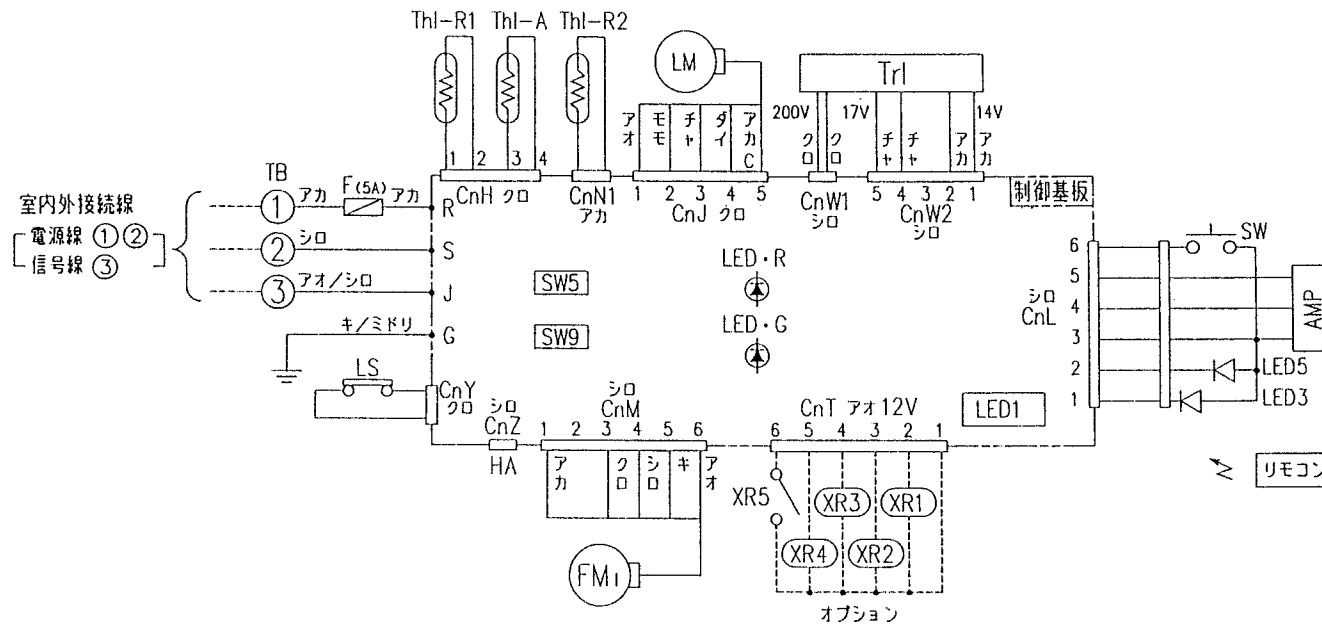 ThI-R1 ThI-A ThI-R2
LM
TrI
200V 17V 14V
アオ モモ チャ ダイ アカC
クロ クロ チャ チャ アカ アカ
1 2 3 4
CnH クロ
CnN1
アカ
1 2 3 4 5
CnJ クロ
CnW1
シロ
5 4 3 2 1
CnW2
シロ
制御基板
TB
室内外接続線
電源線 ①②
信号線 ③
① アカ F(5A) アカ R
② シロ S
③ アオ/シロ J
キ/ミドリ G
LS
CnY
クロ
SW5
SW9
LED・R
LED・G
6
5
4
3
2
1
シロ
CnL
SW
AMP
LED5
LED3
LED1
リモコン
シロ
CnZ
HA
シロ
CnM
1 2 3 4 5 6
アカ クロ シロ キ アオ
FMI
CnT アオ 12V
6 5 4 3 2 1
XR5
XR3 XR1
XR4 XR2
オプション